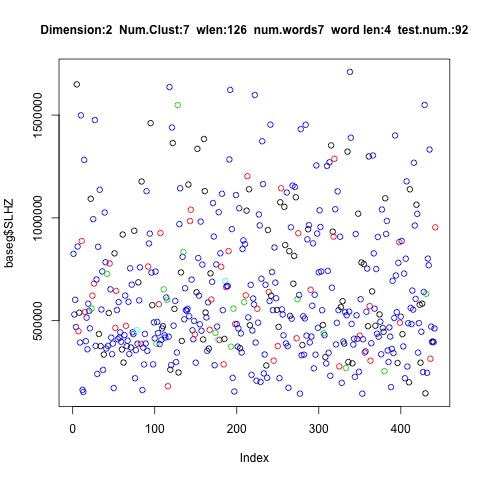 Dimension:2 Num.Clust:7 wlen:126 num.words7 word len:4 test.num.:92
baseg$SLHZ
1500000
1000000
500000
0 100 200 300 400
Index